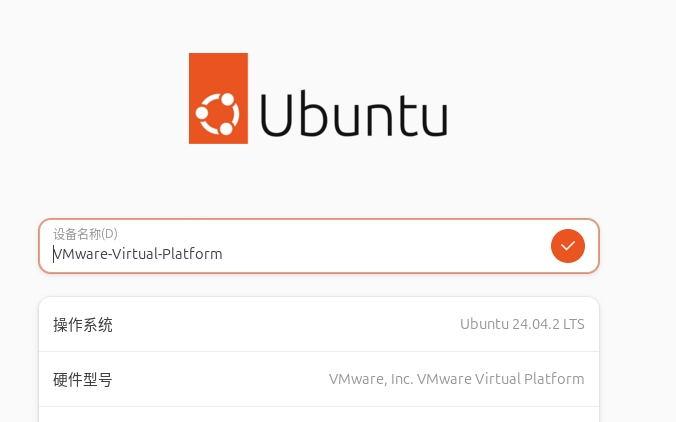 Ubuntu
设备名称(D)
VMware-Virtual-Platform
操作系统 Ubuntu 24.04.2 LTS
硬件型号 VMware, Inc. VMware Virtual Platform